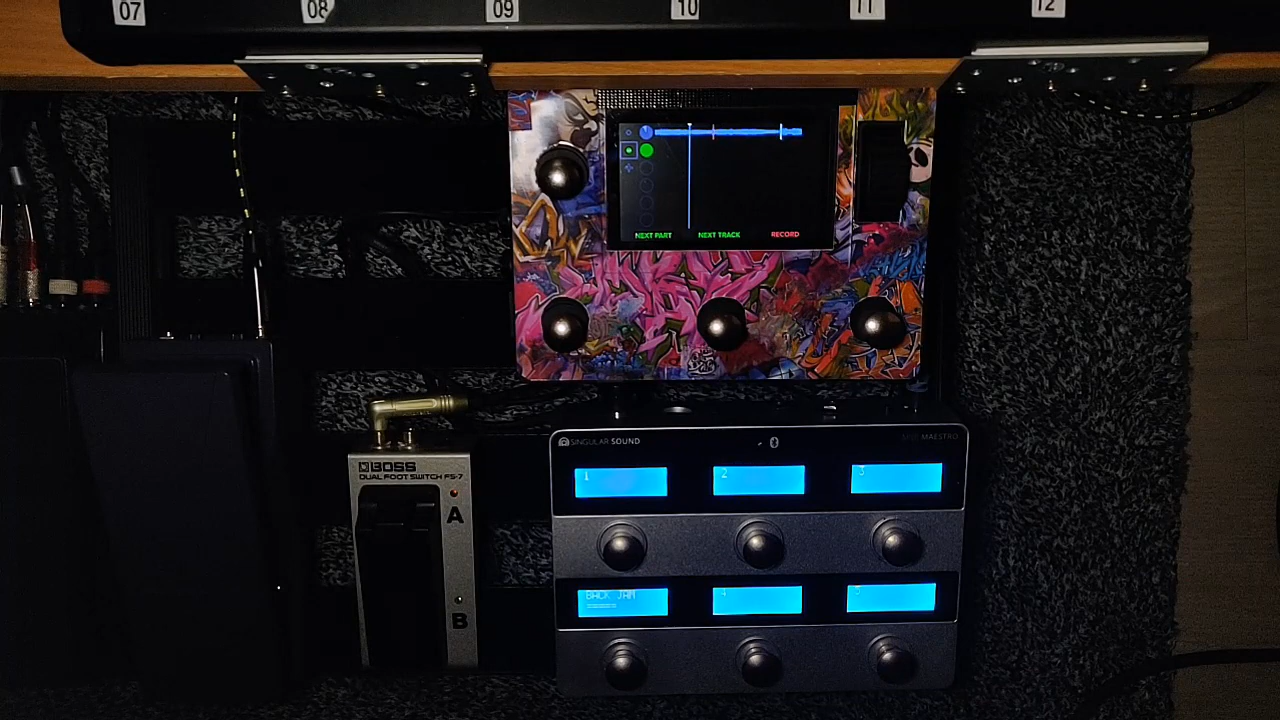 07 08 09 10 11 12
NEXT PART NEXT TRACK RECORD
SINGULAR SOUND
MAESTRO
1 2 3
BOSS
DUAL FOOT SWITCH FS-7
A
BACK JAM 4 5
B